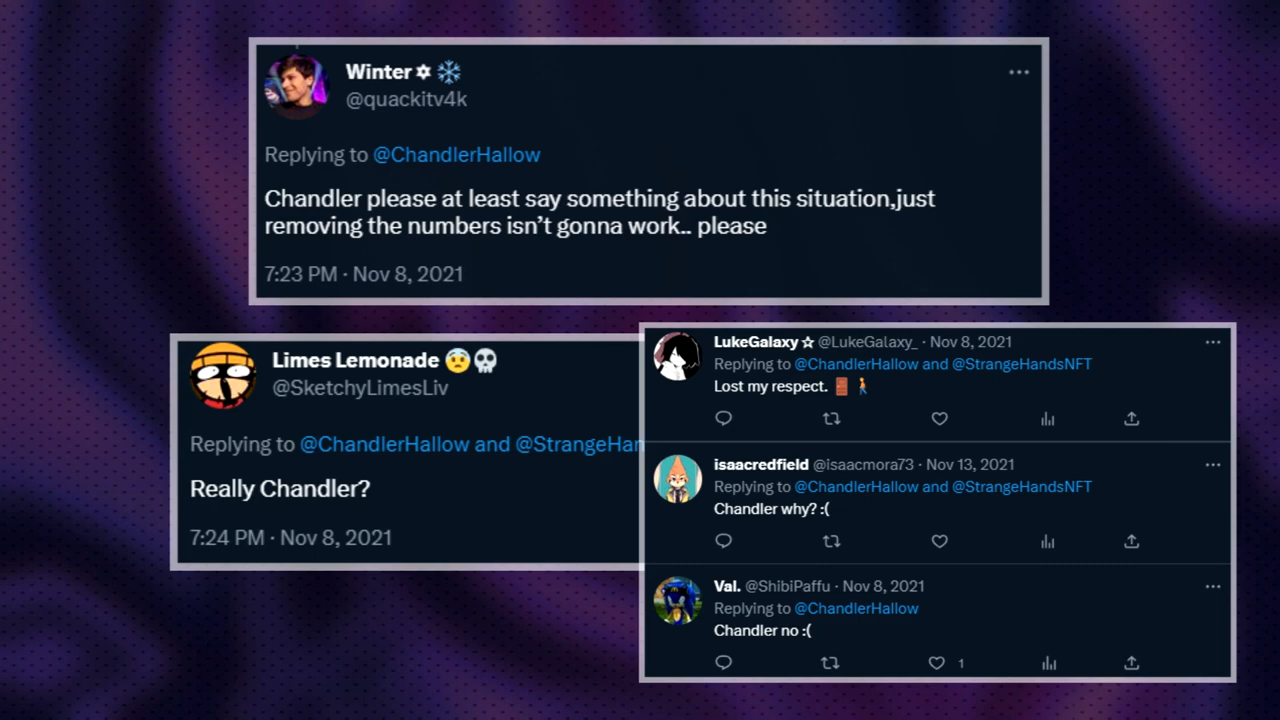 Winter ✡ ❄️
@quackitv4k
Replying to @ChandlerHallow
Chandler please at least say something about this situation,just
removing the numbers isn’t gonna work.. please
7:23 PM · Nov 8, 2021
Limes Lemonade 😨💀
@SketchyLimesLiv
Replying to @ChandlerHallow and @StrangeHan
Really Chandler?
7:24 PM · Nov 8, 2021
LukeGalaxy ☆ @LukeGalaxy_ · Nov 8, 2021
Replying to @ChandlerHallow and @StrangeHandsNFT
Lost my respect. 🚪🚶
isaacredfield @isaacmora73 · Nov 13, 2021
Replying to @ChandlerHallow and @StrangeHandsNFT
Chandler why? :(
Val. @ShibiPaffu · Nov 8, 2021
Replying to @ChandlerHallow
Chandler no :(
1